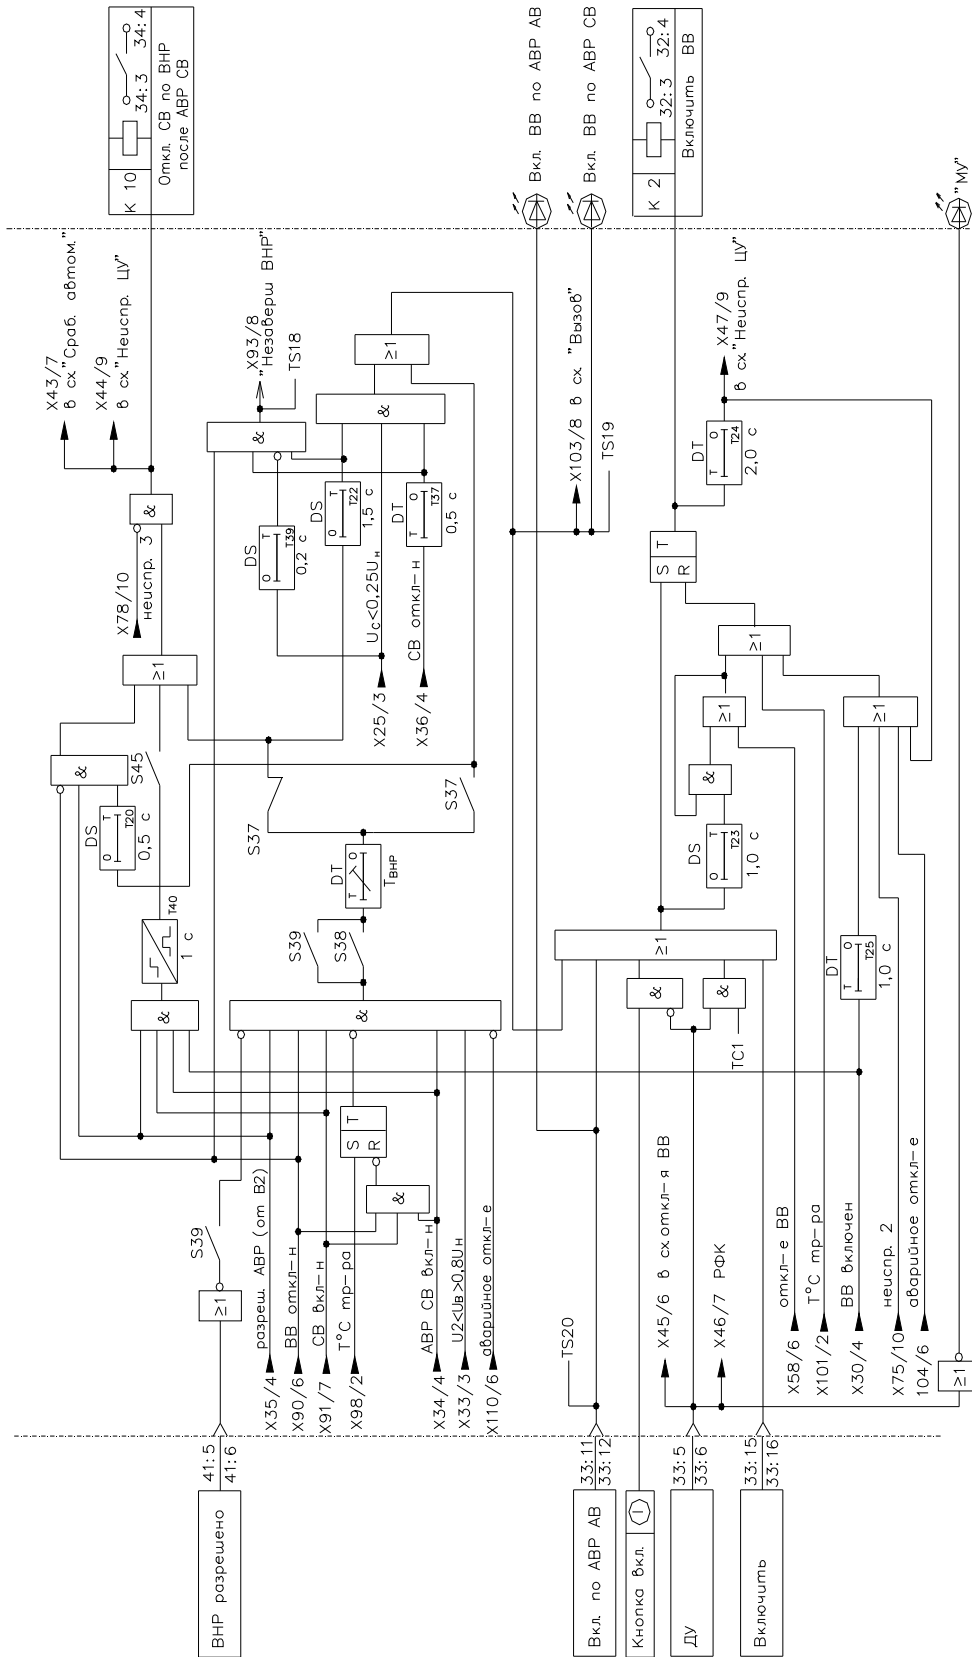 ВНР разрешено
41:5
41:6
≥1
S39
X35/4
разреш. АВР (от В2)
X90/6
ВВ откл-н
X91/7
СВ вкл-н
X98/2
T°C тр-ра
X34/4
АВР СВ вкл-н
X33/3
U2<Uв>0,8Uн
X110/6
аварийное откл-е
&
S T
R
&
&
T40
1 с
DS
O T
T20
0,5 с
&
S45
≥1
X78/10
неиспр. 3
&
X43/7
в сх."Сраб. автом."
X44/9
в сх."Неиспр. ЦУ"
K 10
34:3 34:4
Откл. СВ по ВНР
после АВР СВ
S39
S38
DT
T O
Tвнр
S37
S37
X25/3
Uс<0,25Uн
X36/4
СВ откл-н
DS
O T
T39
0,2 с
DS
O T
T22
1,5 с
DT
T O
T37
0,5 с
&
X93/8
"Незаверш ВНР"
TS18
&
≥1
Вкл. по АВР АВ
33:11
33:12
TS20
Кнопка вкл.
I
ДУ
33:5
33:6
Включить
33:15
33:16
X45/6 в сх.откл-я ВВ
X46/7 РФК
&
&
TC1
≥1
DS
O T
T23
1,0 с
&
≥1
≥1
S T
R
X103/8 в сх. "Вызов"
TS19
Вкл. ВВ по АВР АВ
Вкл. ВВ по АВР СВ
K 2
32:3 32:4
Включить ВВ
DT
T O
T24
2,0 с
X47/9
в сх."Неиспр. ЦУ"
X58/6
откл-е ВВ
X101/2
T°C тр-ра
X30/4
ВВ включен
X75/10
неиспр. 2
104/6
аварийное откл-е
DT
T O
T25
1,0 с
≥1
≥1
"МУ"